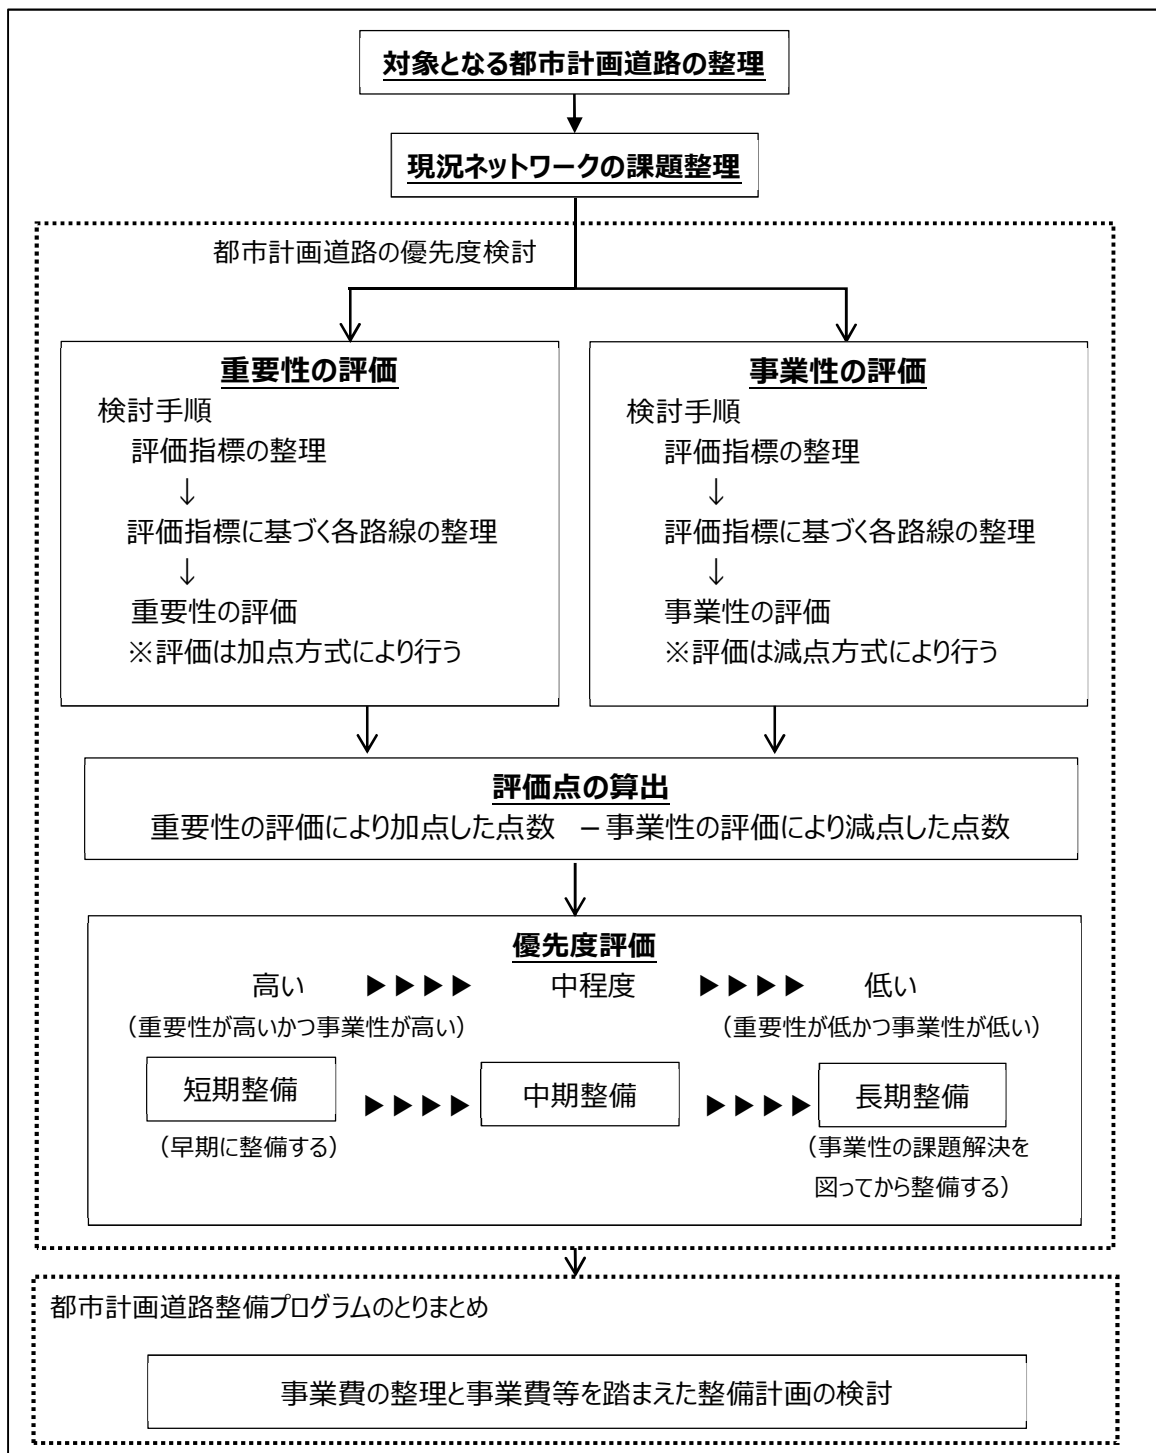 対象となる都市計画道路の整理
現況ネットワークの課題整理
都市計画道路の優先度検討
重要性の評価
検討手順
評価指標の整理
↓
評価指標に基づく各路線の整理
↓
重要性の評価
※評価は加点方式により行う
事業性の評価
検討手順
評価指標の整理
↓
評価指標に基づく各路線の整理
↓
事業性の評価
※評価は減点方式により行う
評価点の算出
重要性の評価により加点した点数 －事業性の評価により減点した点数
優先度評価
高い ▶▶▶▶ 中程度 ▶▶▶▶ 低い
（重要性が高いかつ事業性が高い） （重要性が低かつ事業性が低い）
短期整備 ▶▶▶▶ 中期整備 ▶▶▶▶ 長期整備
（早期に整備する） （事業性の課題解決を
図ってから整備する）
都市計画道路整備プログラムのとりまとめ
事業費の整理と事業費等を踏まえた整備計画の検討